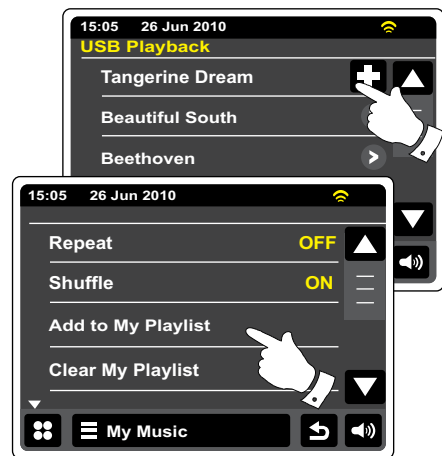 15:05 26 Jun 2010
USB Playback
Tangerine Dream
Beautiful South
Beethoven
15:05 26 Jun 2010
Repeat OFF
Shuffle ON
Add to My Playlist
Clear My Playlist
My Music